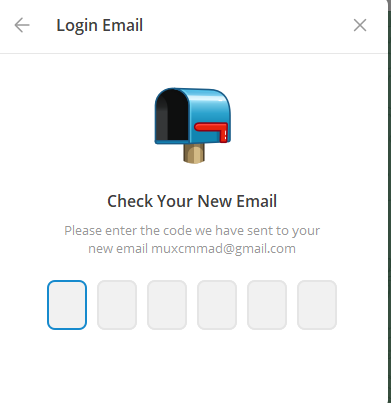 Login Email
Check Your New Email
Please enter the code we have sent to your
new email muxcmmad@gmail.com